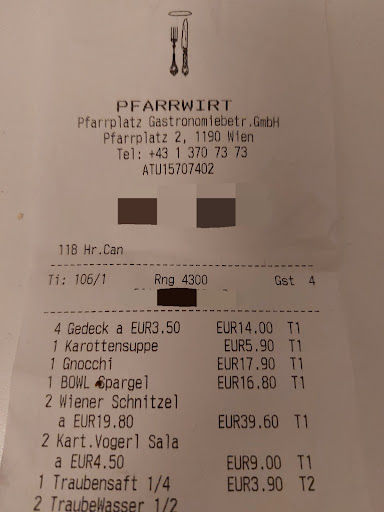 PFARRWIRT
Pfarrplatz Gastronomiebetr.GmbH
Pfarrplatz 2, 1190 Wien
Tel: +43 1 370 73 73
ATU15707402
118 Hr.Can
Ti: 106/1 Rng 4300 Gst 4
4 Gedeck a EUR3.50 EUR14.00 T1
1 Karottensuppe EUR5.90 T1
1 Gnocchi EUR17.90 T1
1 BOWL Spargel EUR16.80 T1
2 Wiener Schnitzel
a EUR19.80 EUR39.60 T1
2 Kart.Vogerl Sala
a EUR4.50 EUR9.00 T1
1 Traubensaft 1/4 EUR3.90 T2
2 TraubeWasser 1/2